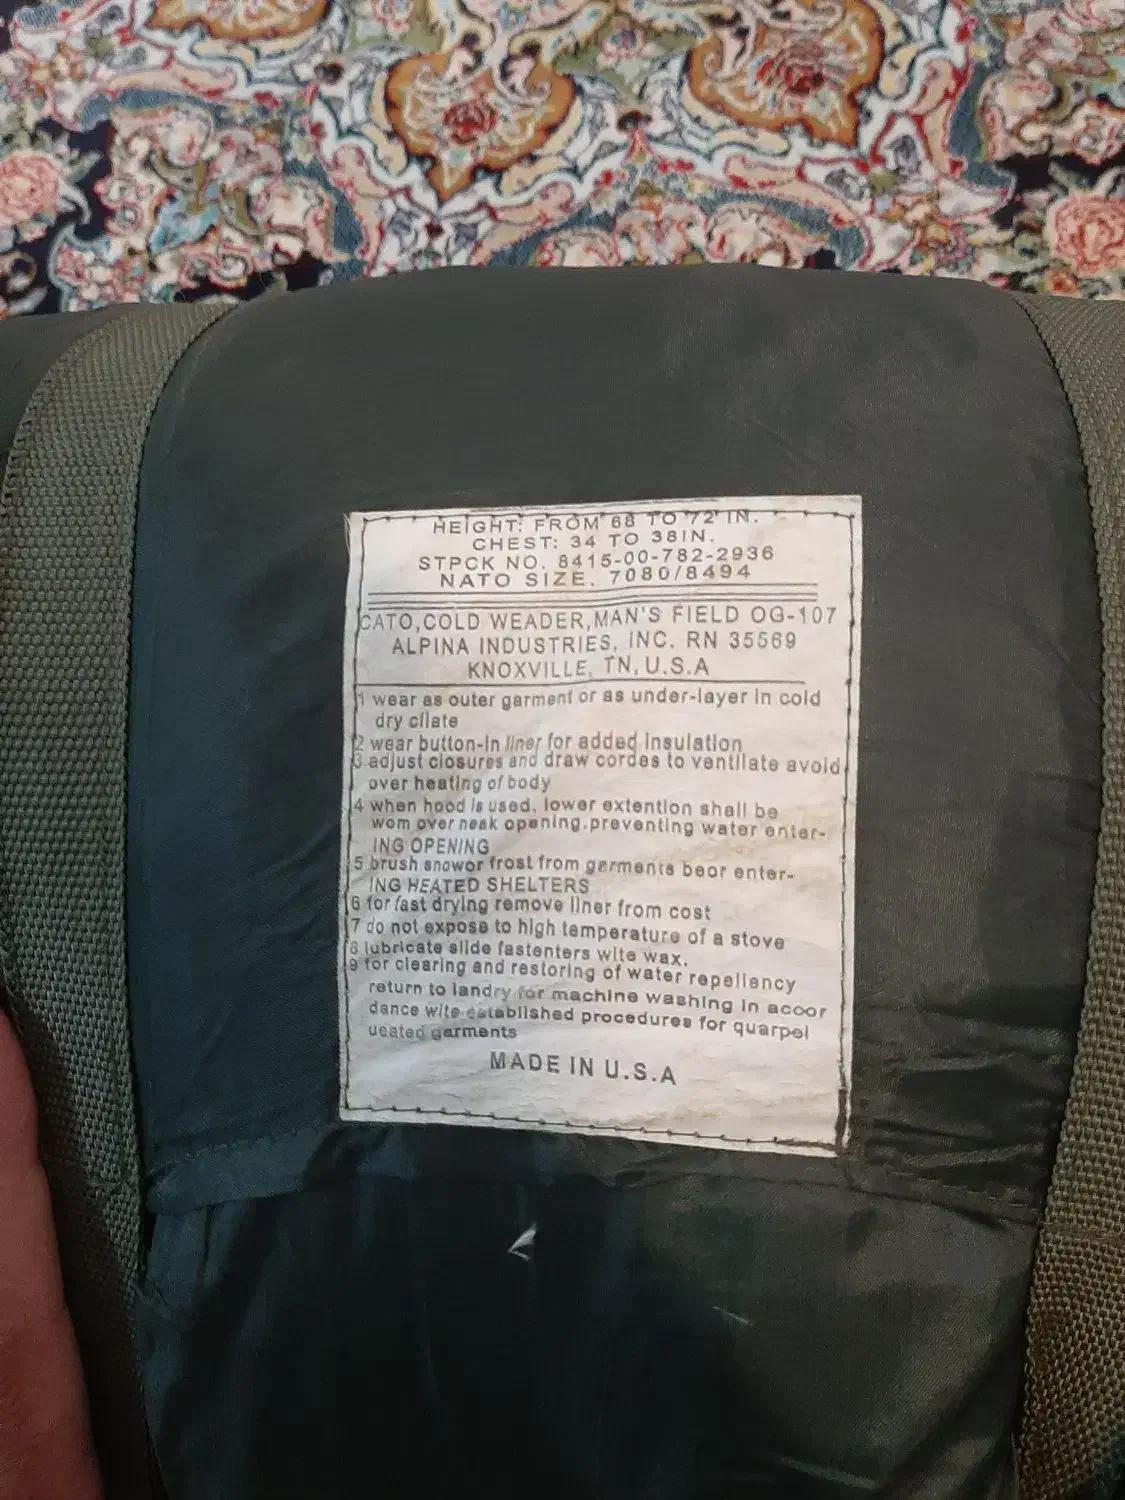 HEIGHT: FROM 68 TO 72 IN.
CHEST: 34 TO 38IN.
STPCK NO. 8415-00-782-2936
NATO SIZE. 7080/8494
CATO,COLD WEADER,MAN'S FIELD OG-107
ALPINA INDUSTRIES, INC. RN 35569
KNOXVILLE, TN, U.S.A
1 wear as outer garment or as under-layer in cold
dry cliate
2 wear button-in liner for added Insulation
3 adjust closures and draw cordes to ventilate avoid
over heating of body
4 when hood is used, lower extention shall be
wom over neak opening.preventing water enter-
ING OPENING
5 brush snowor frost from garments beor enter-
ING HEATED SHELTERS
6 for fast drying remove liner from cost
7 do not expose to high temperature of a stove
8 lubricate slide fastenters wite wax.
9 for clearing and restoring of water repellency
return to landry for machine washing in acoor
dance wite established procedures for quarpel
ueated garments
MADE IN U.S.A